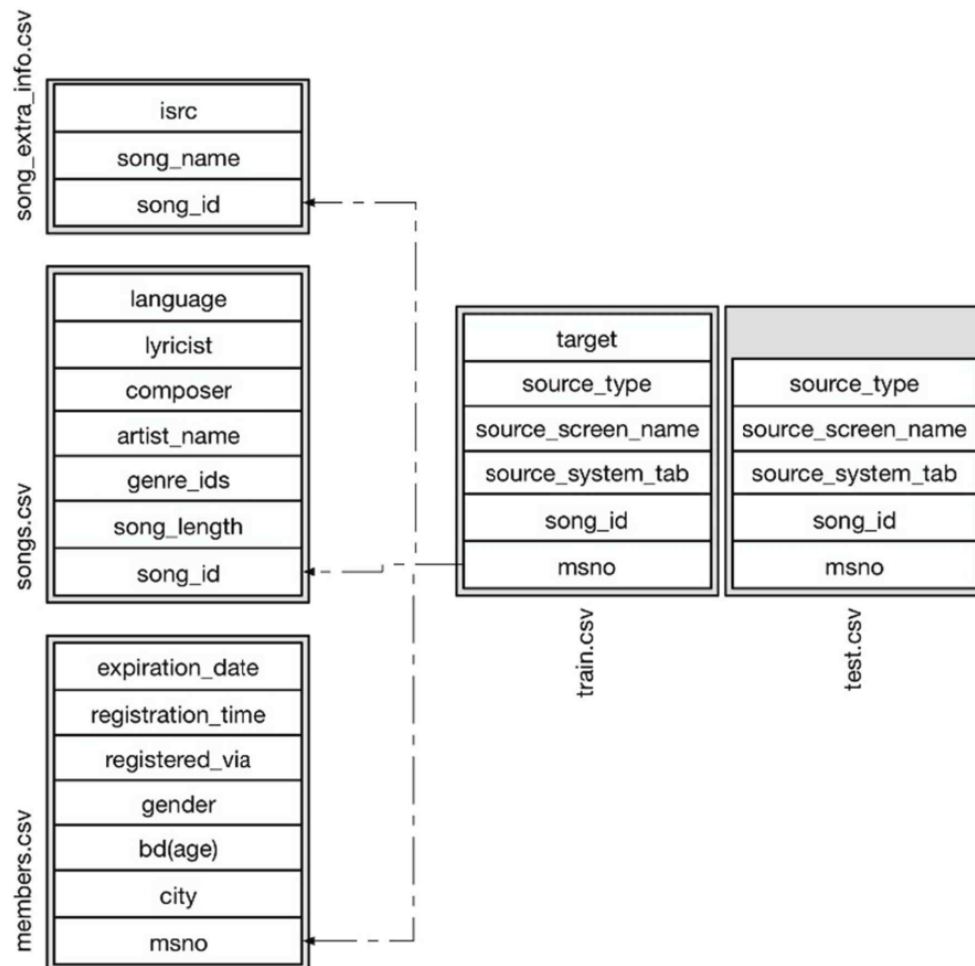 song_extra_info.csv
isrc
song_name
song_id
songs.csv
language
lyricist
composer
artist_name
genre_ids
song_length
song_id
members.csv
expiration_date
registration_time
registered_via
gender
bd(age)
city
msno
train.csv
target
source_type
source_screen_name
source_system_tab
song_id
msno
test.csv
source_type
source_screen_name
source_system_tab
song_id
msno